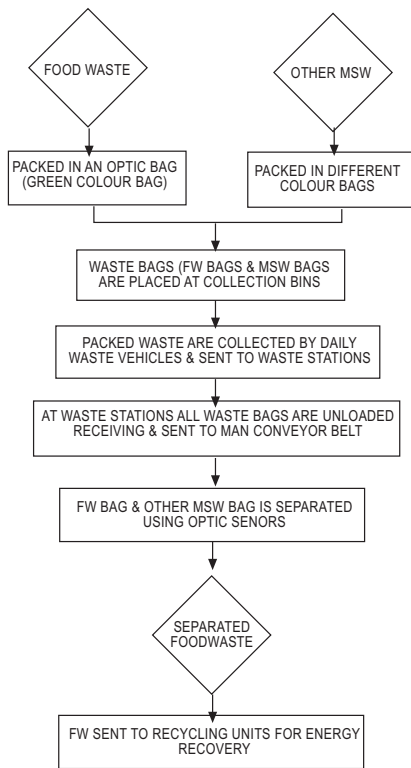 FOOD WASTE
OTHER MSW
PACKED IN AN OPTIC BAG
(GREEN COLOUR BAG)
PACKED IN DIFFERENT
COLOUR BAGS
WASTE BAGS (FW BAGS & MSW BAGS
ARE PLACED AT COLLECTION BINS
PACKED WASTE ARE COLLECTED BY DAILY
WASTE VEHICLES & SENT TO WASTE STATIONS
AT WASTE STATIONS ALL WASTE BAGS ARE UNLOADED
RECEIVING & SENT TO MAN CONVEYOR BELT
FW BAG & OTHER MSW BAG IS SEPARATED
USING OPTIC SENORS
SEPARATED
FOODWASTE
FW SENT TO RECYCLING UNITS FOR ENERGY
RECOVERY